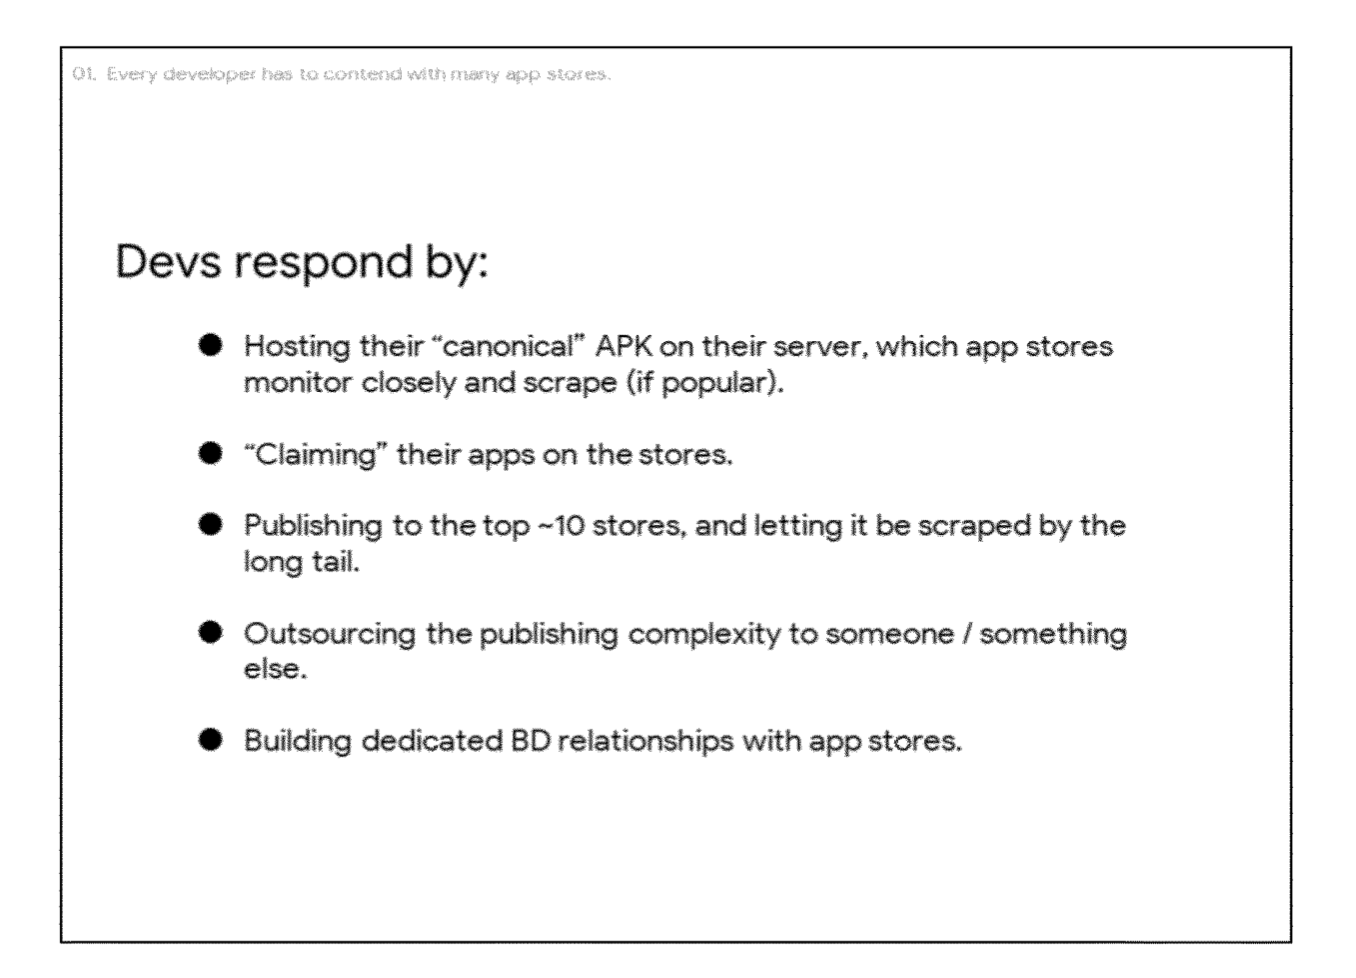 01. Every developer has to contend with many app stores.
Devs respond by:
● Hosting their “canonical” APK on their server, which app stores
monitor closely and scrape (if popular).
● “Claiming” their apps on the stores.
● Publishing to the top ~10 stores, and letting it be scraped by the
long tail.
● Outsourcing the publishing complexity to someone / something
else.
● Building dedicated BD relationships with app stores.